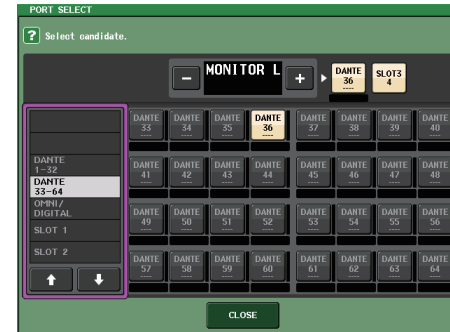 PORT SELECT
? Select candidate.
- MONITOR L + DANTE 36 ---- SLOT3 4
DANTE 1-32
DANTE 33-64
OMNI/ DIGITAL
SLOT 1
SLOT 2
DANTE 33 ---- DANTE 34 ---- DANTE 35 ---- DANTE 36 ---- DANTE 37 ---- DANTE 38 ---- DANTE 39 ---- DANTE 40 ----
DANTE 41 ---- DANTE 42 ---- DANTE 43 ---- DANTE 44 ---- DANTE 45 ---- DANTE 46 ---- DANTE 47 ---- DANTE 48 ----
DANTE 49 ---- DANTE 50 ---- DANTE 51 ---- DANTE 52 ---- DANTE 53 ---- DANTE 54 ---- DANTE 55 ---- DANTE 56 ----
DANTE 57 ---- DANTE 58 ---- DANTE 59 ---- DANTE 60 ---- DANTE 61 ---- DANTE 62 ---- DANTE 63 ---- DANTE 64 ----
CLOSE